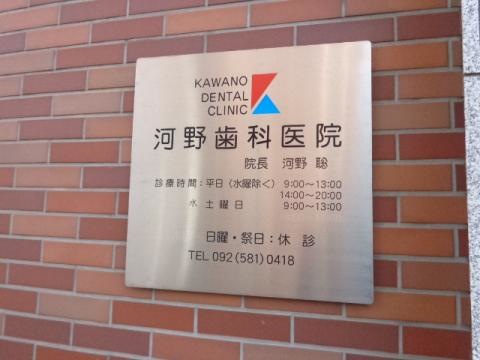 KAWANO
DENTAL
CLINIC
河野歯科医院
院長 河野 聡
診療時間：平日（水曜除く） 9:00〜13:00
14:00〜20:00
水 土 曜 日 9:00〜13:00
日曜・祭日：休 診
TEL 092(581)0418